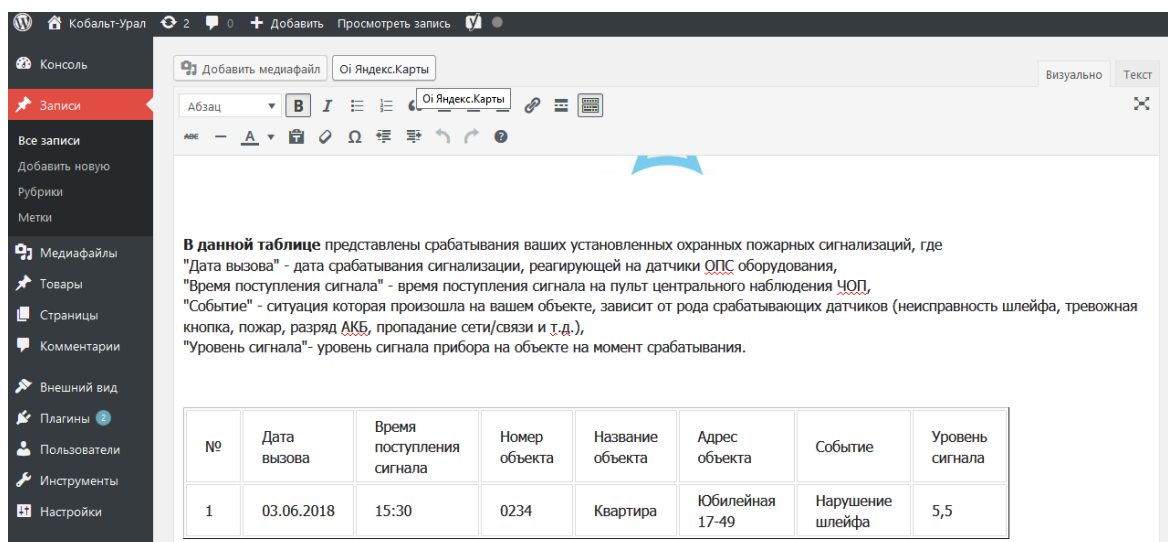 Кобальт-Урал 2 0 Добавить Просмотреть запись
Консоль
Записи
Все записи
Добавить новую
Рубрики
Метки
Медиафайлы
Товары
Страницы
Комментарии
Внешний вид
Плагины 2
Пользователи
Инструменты
Настройки
Добавить медиафайл Oi Яндекс.Карты
Визуально Текст
Абзац B I
Oi Яндекс.Карты
ABE A Ω
В данной таблице представлены срабатывания ваших установленных охранных пожарных сигнализаций, где
"Дата вызова" - дата срабатывания сигнализации, реагирующей на датчики ОПС оборудования,
"Время поступления сигнала" - время поступления сигнала на пульт центрального наблюдения ЧОП,
"Событие" - ситуация которая произошла на вашем объекте, зависит от рода срабатывающих датчиков (неисправность шлейфа, тревожная
кнопка, пожар, разряд АКБ, пропадание сети/связи и т.д.),
"Уровень сигнала"- уровень сигнала прибора на объекте на момент срабатывания.
№ Дата вызова Время поступления сигнала Номер объекта Название объекта Адрес объекта Событие Уровень сигнала
1 03.06.2018 15:30 0234 Квартира Юбилейная 17-49 Нарушение шлейфа 5,5